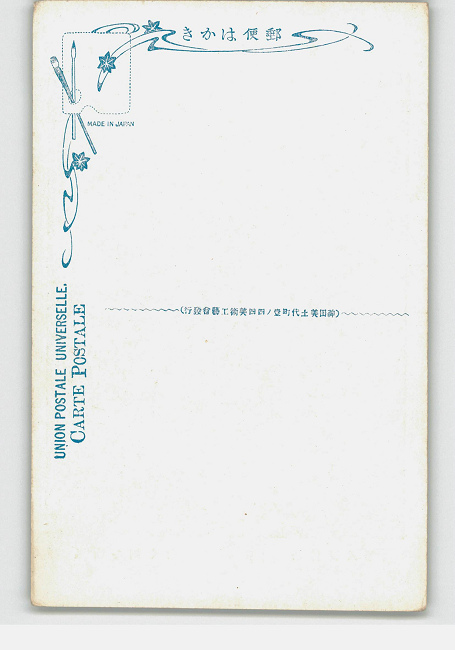 郵便はかき
MADE IN JAPAN
UNION POSTALE UNIVERSELLE.
CARTE POSTALE
(神田美土代町壹ノ四四美術工藝會發行)